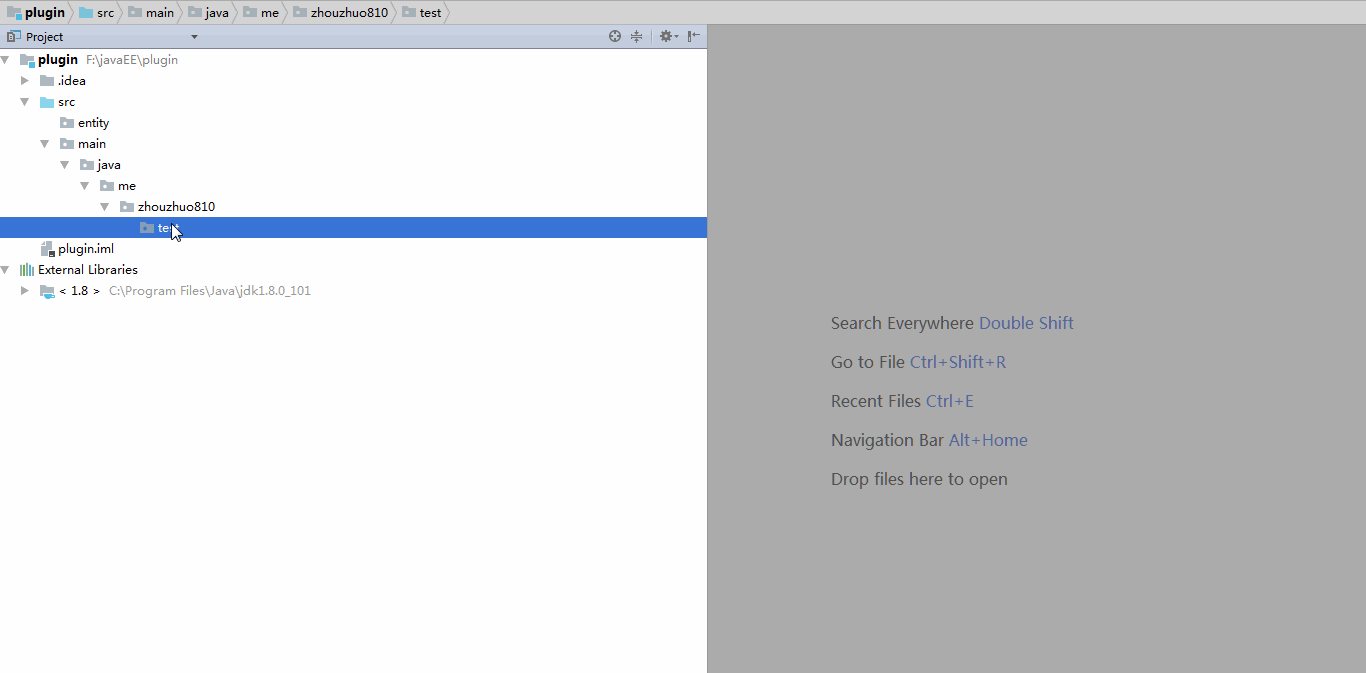 plugin src main java me zhouzhuo810 test
Project
plugin F:\javaEE\plugin
.idea
src
entity
main
java
me
zhouzhuo810
plugin.iml
External Libraries
< 1.8 > C:\Program Files\Java\jdk1.8.0_101
Search Everywhere Double Shift
Go to File Ctrl+Shift+R
Recent Files Ctrl+E
Navigation Bar Alt+Home
Drop files here to open